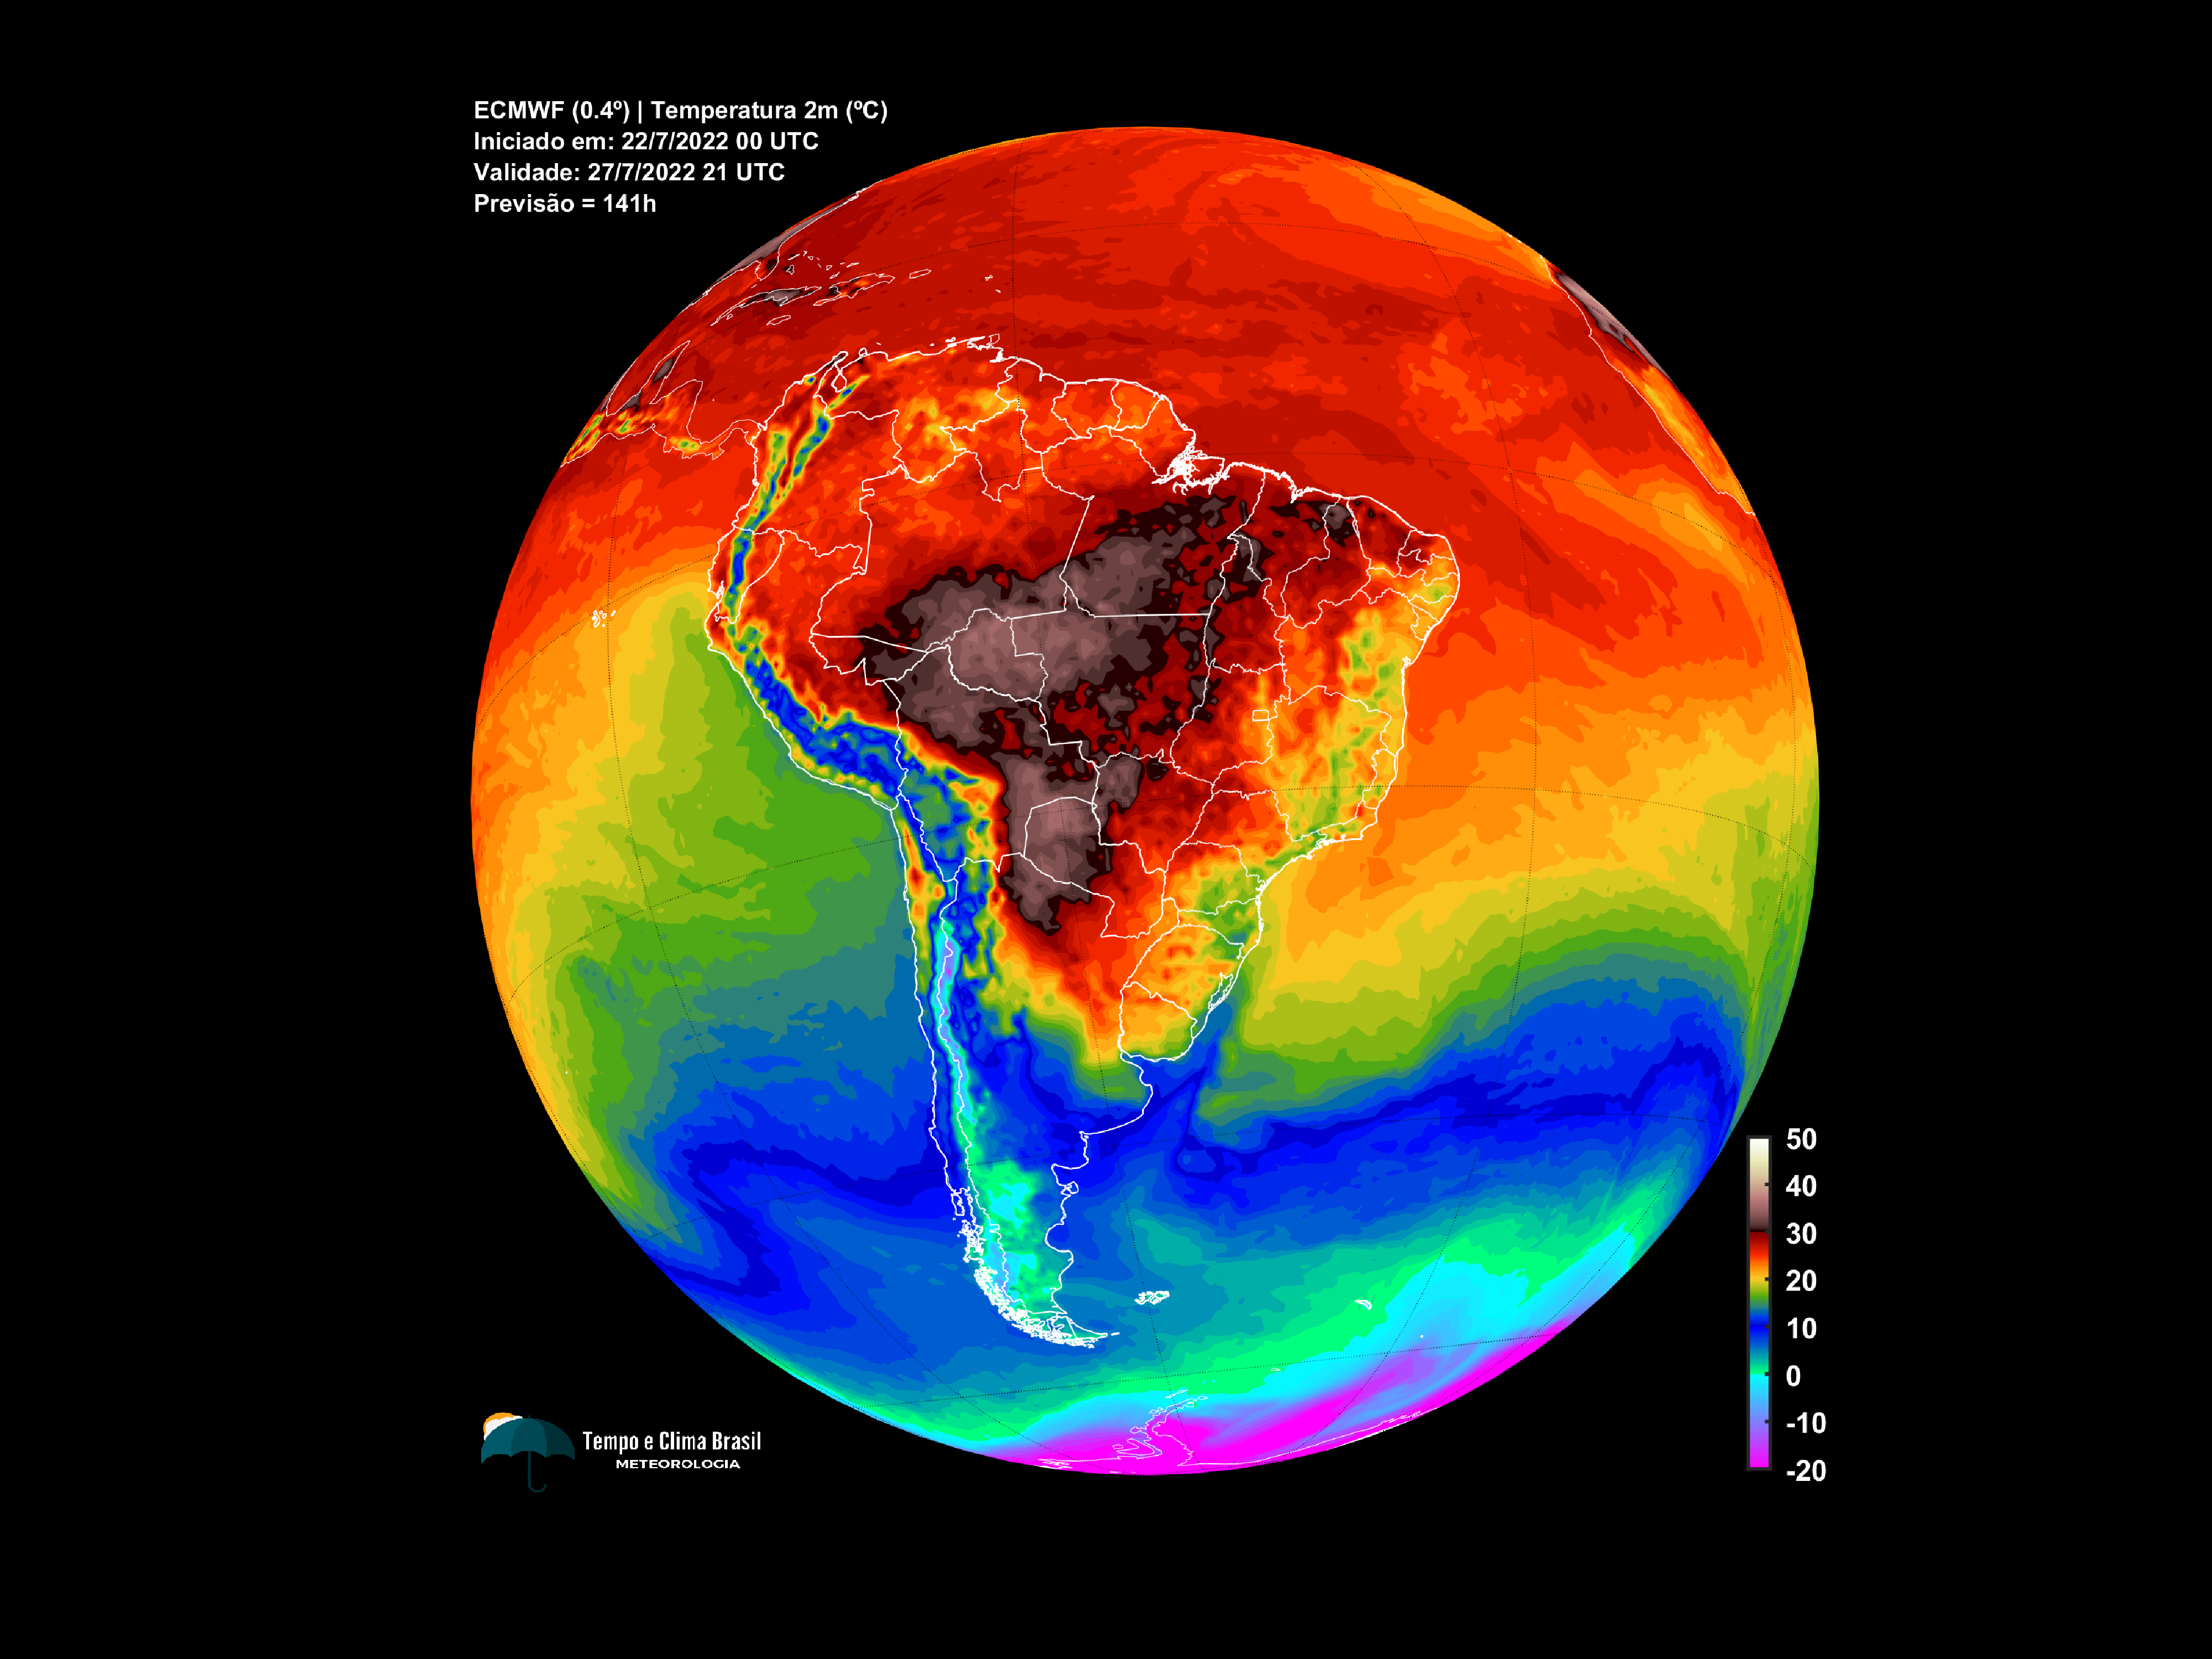 ECMWF (0.4º) | Temperatura 2m (ºC)
Iniciado em: 22/7/2022 00 UTC
Validade: 27/7/2022 21 UTC
Previsão = 141h
50
40
30
20
10
0
-10
-20
Tempo e Clima Brasil
METEOROLOGIA